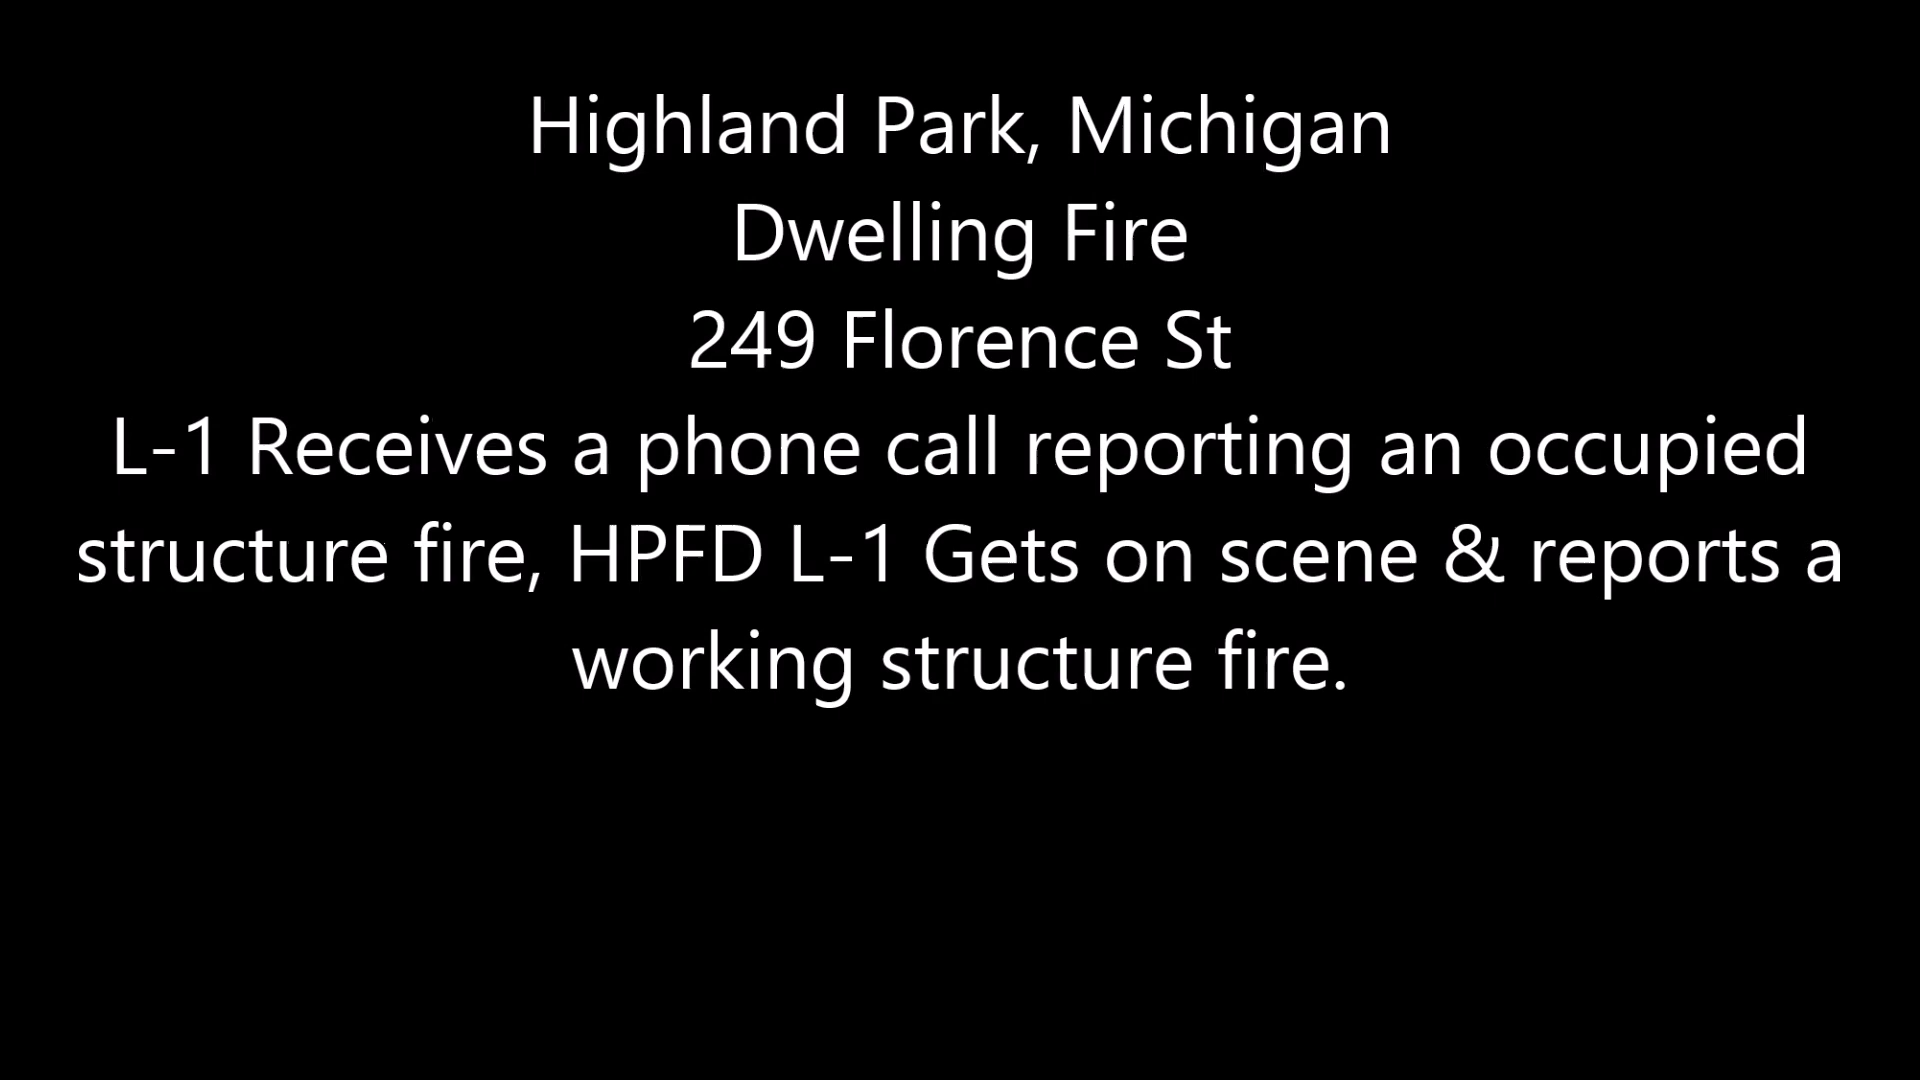 Highland Park, Michigan
Dwelling Fire
249 Florence St
L-1 Receives a phone call reporting an occupied
structure fire, HPFD L-1 Gets on scene & reports a
working structure fire.